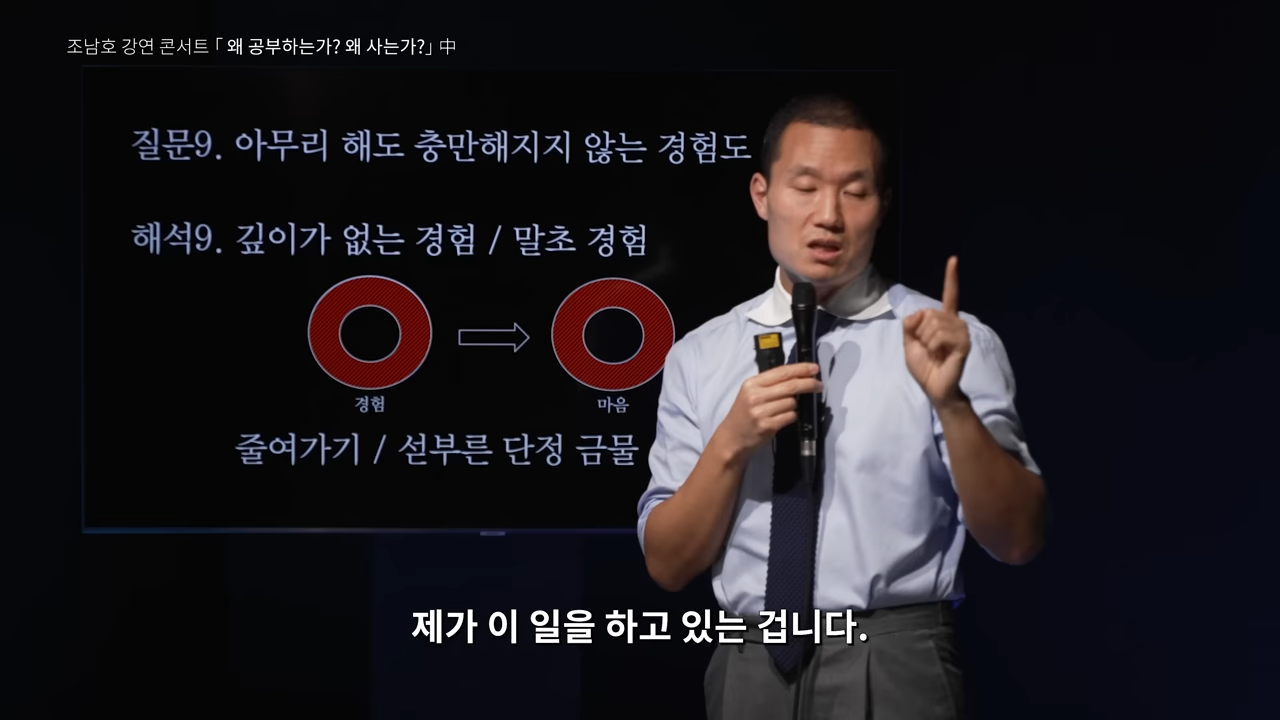 조남호 강연 콘서트 「 왜 공부하는가? 왜 사는가?」 中
질문9. 아무리 해도 충만해지지 않는 경험도
해석9. 깊이가 없는 경험 / 말초 경험
경험
마음
줄여가기 / 섣부른 단정 금물
제가 이 일을 하고 있는 겁니다.